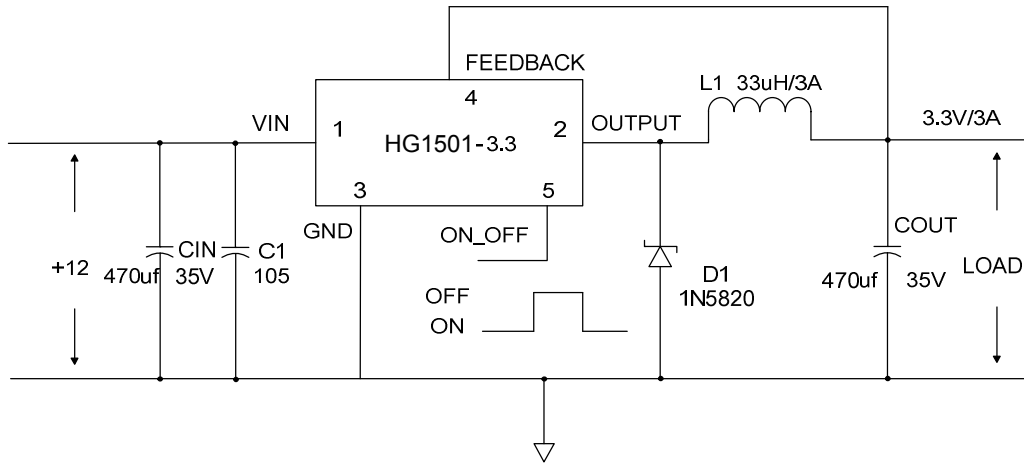 FEEDBACK
4
L1 33uH/3A
VIN
1
HG1501-3.3
2
OUTPUT
3.3V/3A
3
5
GND
ON_OFF
COUT
CIN
C1
+12
470uf 35V
105
D1
1N5820
470uf 35V
LOAD
OFF
ON